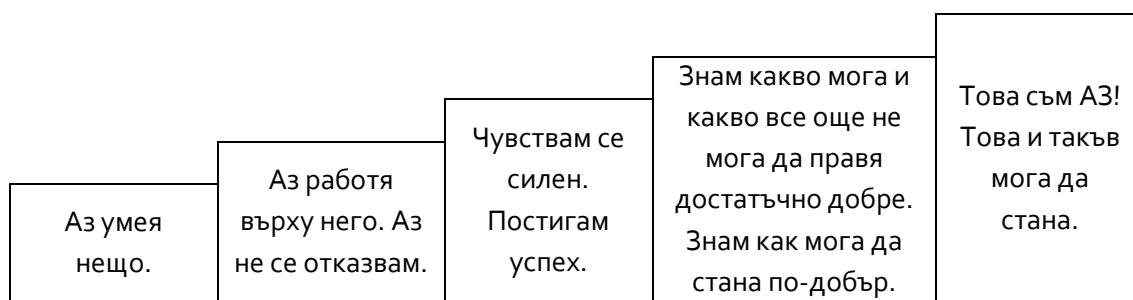 Аз умея
нещо.
Аз работя
върху него. Аз
не се отказвам.
Чувствам се
силен.
Постигам
успех.
Знам какво мога и
какво все още не
мога да правя
достатъчно добре.
Знам как мога да
стана по-добър.
Това съм АЗ!
Това и такъв
мога да
стана.